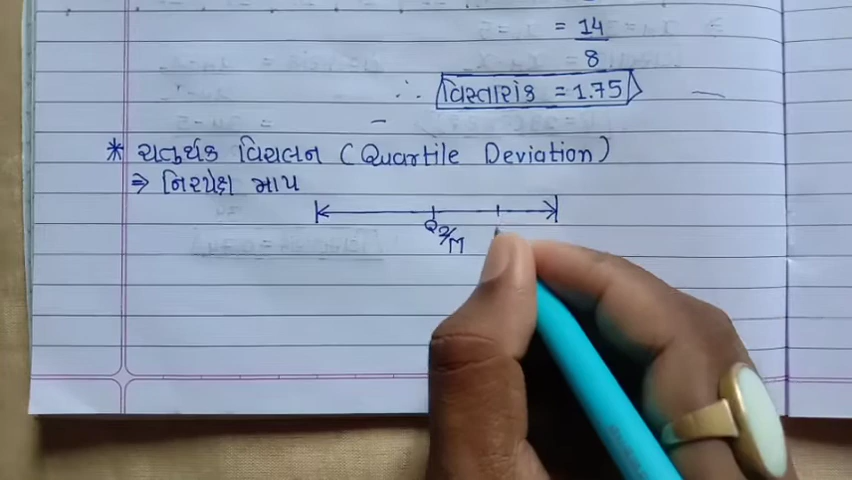 = 14
8
∴ વિસ્તારાંક = 1.75
* ચતુર્થક વિચલન (Quartile Deviation)
⇒ નિરપેક્ષ માપ
Q2/M